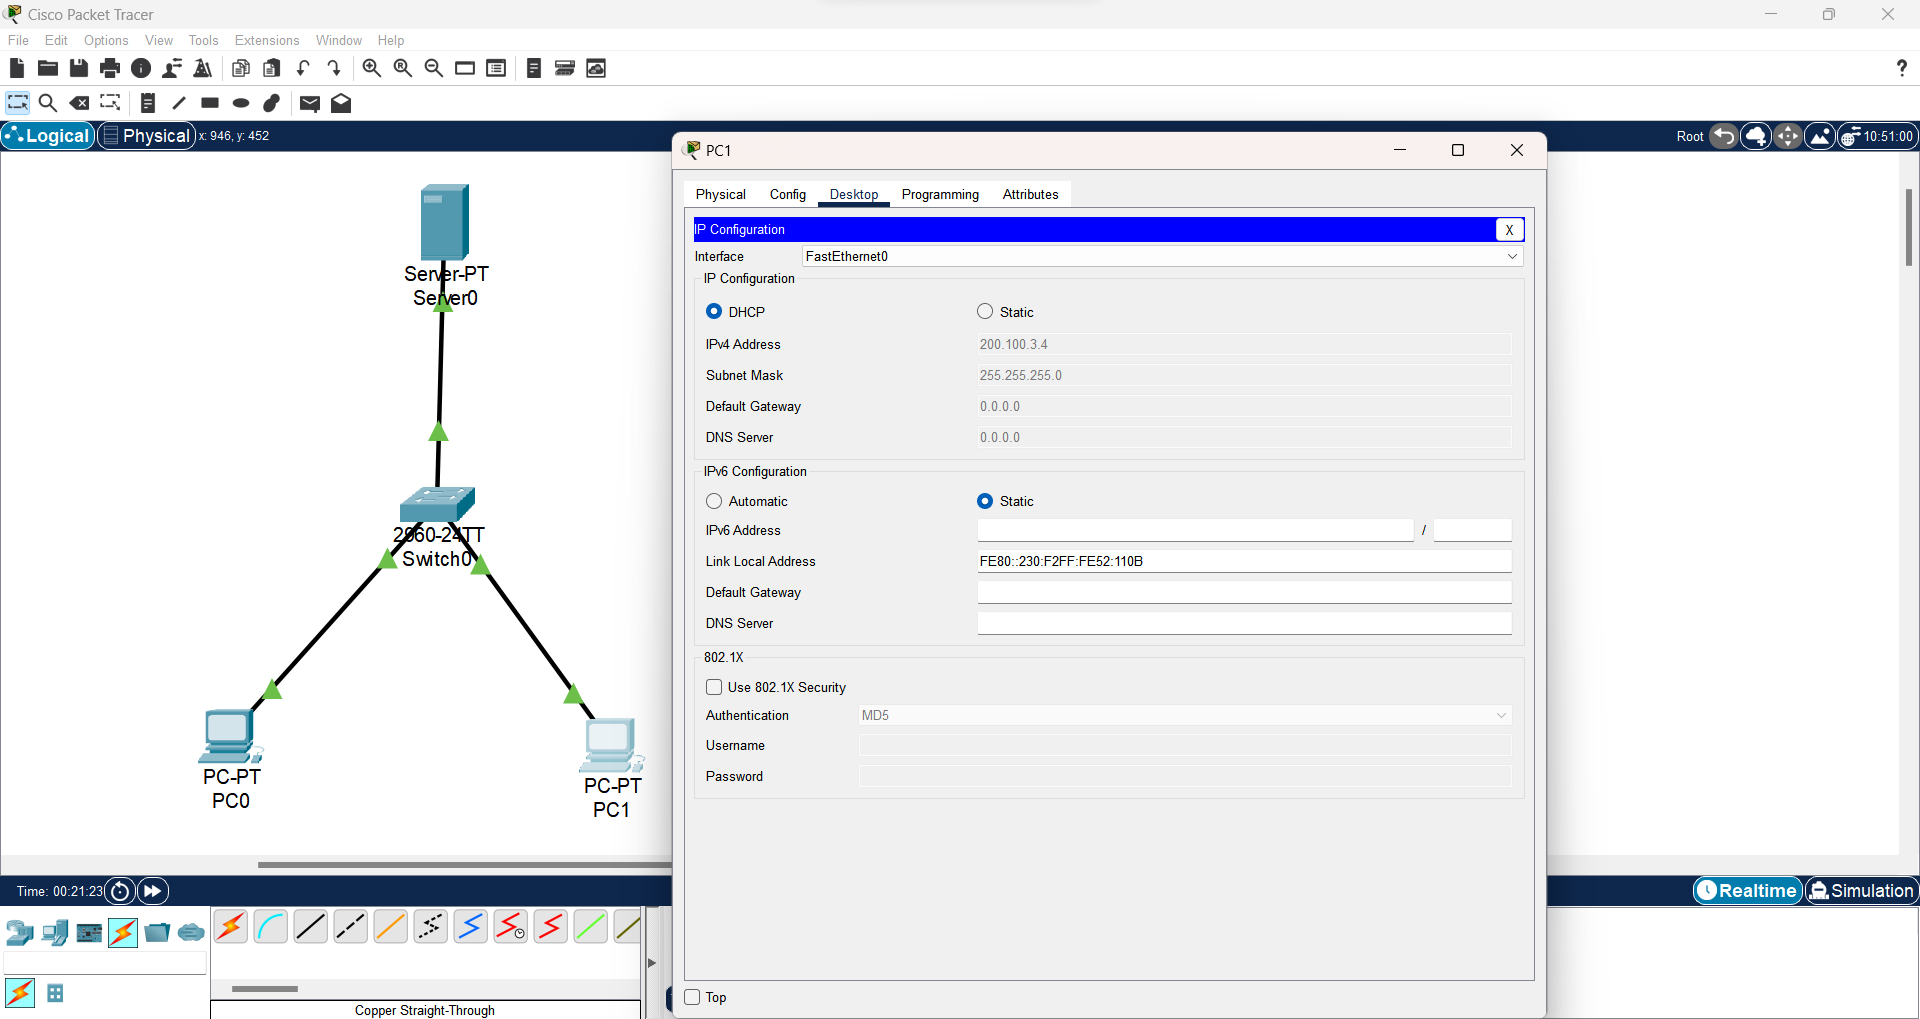 Cisco Packet Tracer
File Edit Options View Tools Extensions Window Help
?
Logical Physical x: 946, y: 452
Root 10:51:00
Server-PT
Server0
2960-24TT
Switch0
PC-PT
PC0
PC-PT
PC1
PC1
Physical Config Desktop Programming Attributes
IP Configuration X
Interface FastEthernet0
IP Configuration
DHCP Static
IPv4 Address 200.100.3.4
Subnet Mask 255.255.255.0
Default Gateway 0.0.0.0
DNS Server 0.0.0.0
IPv6 Configuration
Automatic Static
IPv6 Address /
Link Local Address FE80::230:F2FF:FE52:110B
Default Gateway
DNS Server
802.1X
Use 802.1X Security
Authentication MD5
Username
Password
Top
Time: 00:21:23
Realtime Simulation
Copper Straight-Through